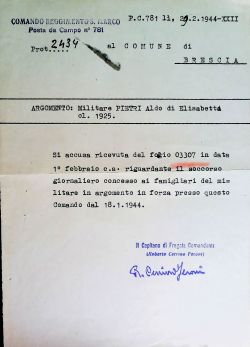 COMANDO REGGIMENTO S. MARCO
Posta da Campo n° 781
P.C.781 li, 29.2.1944-XXII
Prot. 2434
al COMUNE di
BRESCIA
ARGOMENTO: Militare PIETRI Aldo di Elisabetta
cl. 1925.
Si accusa ricevuta del foglio 03307 in data
1° febbraio c.a. riguardante il soccorso
giornaliero concesso ai famigliari del mi=
litare in argomento in forza presso questo
Comando dal 18.1.1944.
Il Capitano di Fregata Comandante